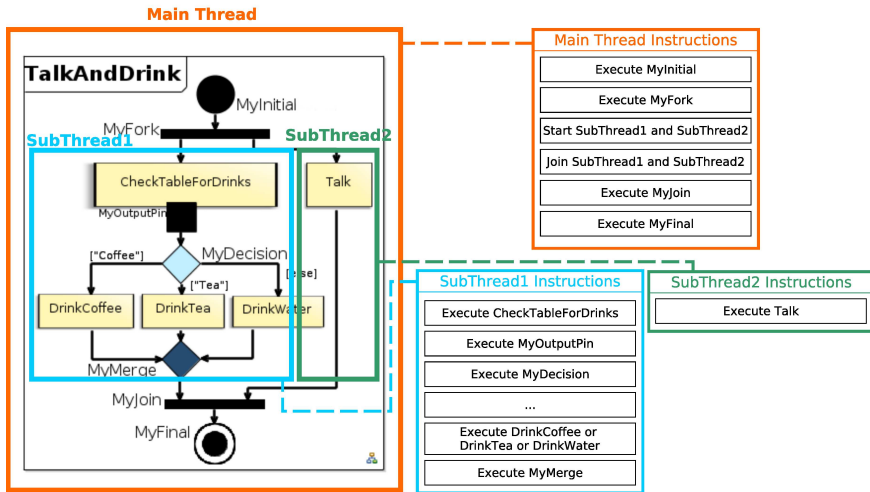 Main Thread
TalkAndDrink
MyInitial
MyFork
SubThread1
SubThread2
CheckTableForDrinks
Talk
MyOutputPin
["Coffee"]
MyDecision
["Tea"]
DrinkCoffee
DrinkTea
DrinkWater
MyMerge
MyJoin
MyFinal
Main Thread Instructions
Execute MyInitial
Execute MyFork
Start SubThread1 and SubThread2
Join SubThread1 and SubThread2
Execute MyJoin
Execute MyFinal
SubThread1 Instructions
Execute CheckTableForDrinks
Execute MyOutputPin
Execute MyDecision
...
Execute DrinkCoffee or
DrinkTea or DrinkWater
Execute MyMerge
SubThread2 Instructions
Execute Talk